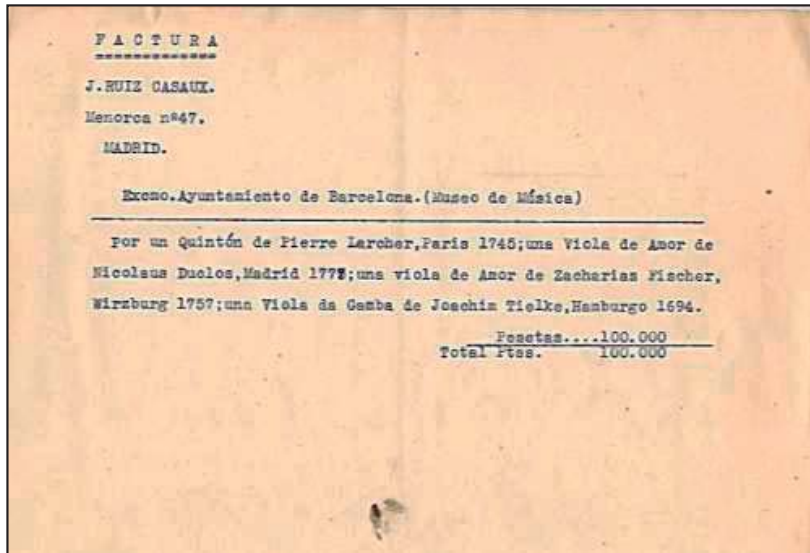 FACTURA
J.RUIZ CASAUX.
Menorca nº47.
MADRID.
Excmo.Ayuntamiento de Barcelona.(Museo de Música)
por un Quintón de Pierre Larcher,Paris 1745;una Viola de Amor de
Nicolaus Duclos,Madrid 177;una viola de Amor de Zacharias Fischer,
Wirzburg 1757;una Viola da Gamba de Joachim Tielke,Hamburgo 1694.
Pesetas....100.000
Total Ptas. 100.000